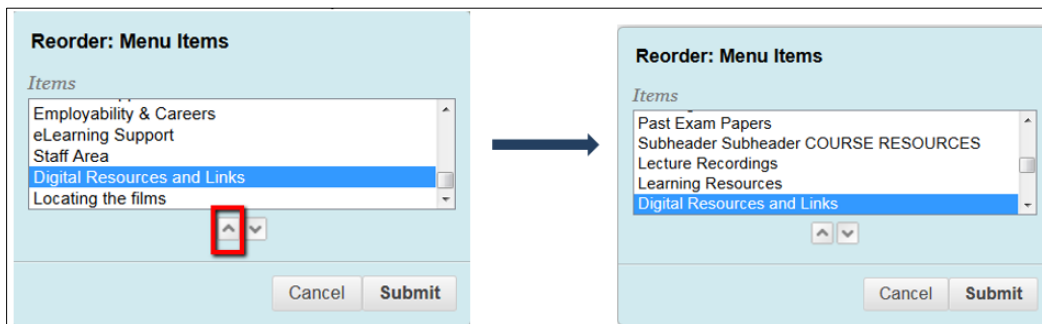 Reorder: Menu Items
Items
Employability & Careers
eLearning Support
Staff Area
Digital Resources and Links
Locating the films
Cancel Submit
Reorder: Menu Items
Items
Past Exam Papers
Subheader Subheader COURSE RESOURCES
Lecture Recordings
Learning Resources
Digital Resources and Links
Cancel Submit